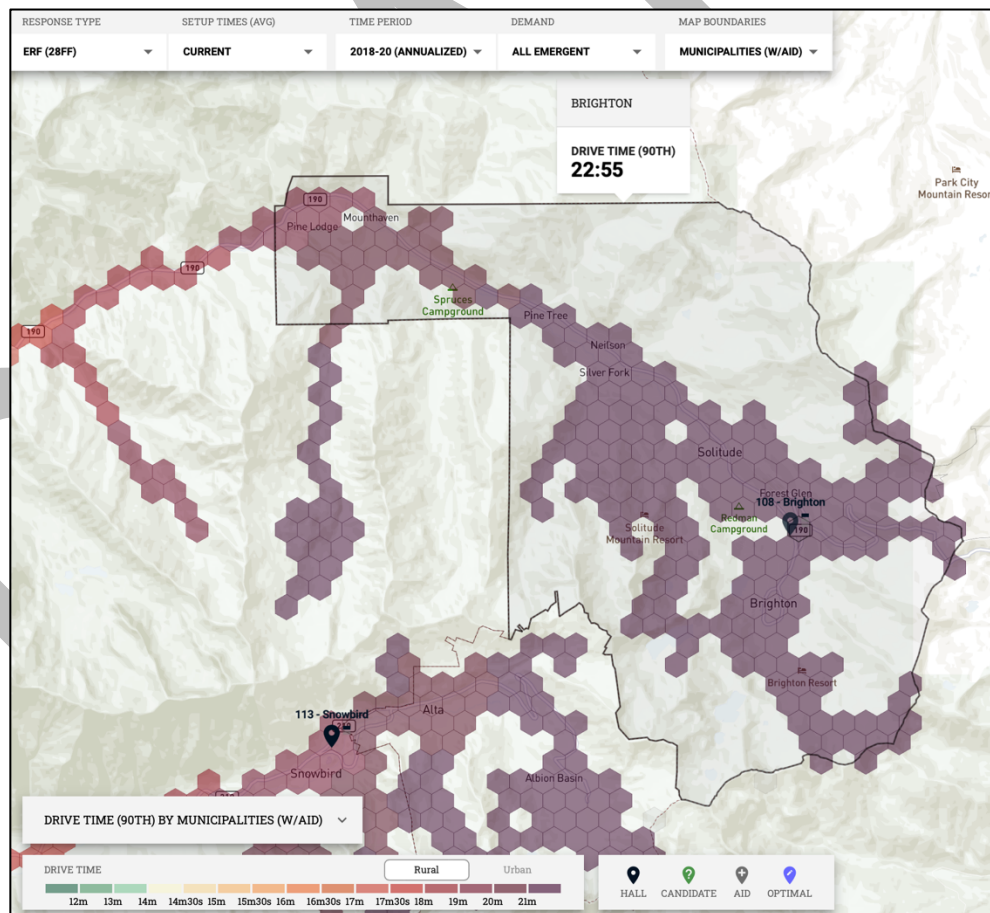 RESPONSE TYPE
SETUP TIMES (AVG)
TIME PERIOD
DEMAND
MAP BOUNDARIES
ERF (28FF)
CURRENT
2018-20 (ANNUALIZED)
ALL EMERGENT
MUNICIPALITIES (W/AID)
BRIGHTON
DRIVE TIME (90TH)
22:55
Park City
Mountain Resor
190
Pine Lodge
Mounthaven
190
Spruces
Campground
Pine Tree
190
Neilson
Silver Fork
Solitude
Forest Glen
108 - Brighton
Redman
Campground
190
Solitude
Mountain Resort
Brighton
Brighton Resort
113 - Snowbird
210
Alta
Snowbird
Albion Basin
210
DRIVE TIME (90TH) BY MUNICIPALITIES (W/AID)
DRIVE TIME
Rural
Urban
12m 13m 14m 14m30s 15m 15m30s 16m 16m30s 17m 17m30s 18m 19m 20m 21m
HALL
CANDIDATE
AID
OPTIMAL